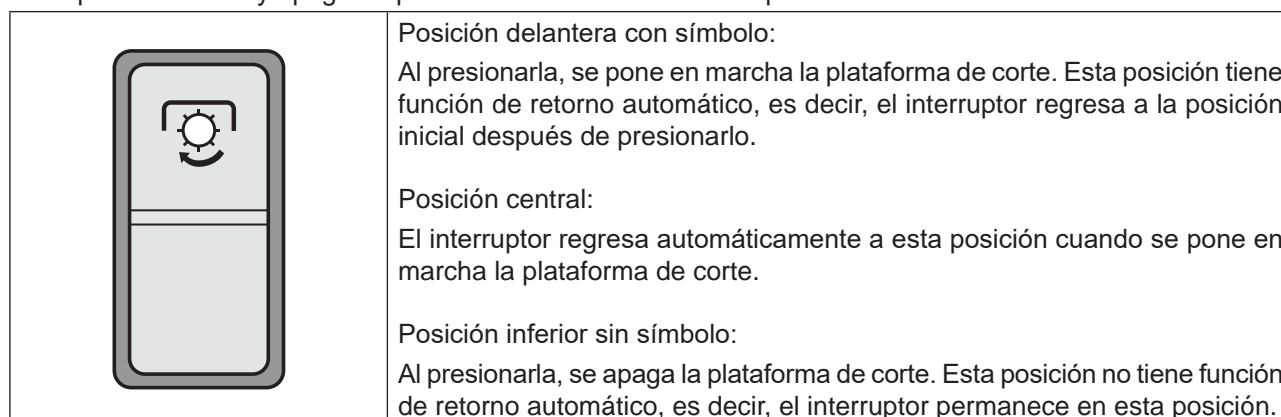 Posición delantera con símbolo:
Al presionarla, se pone en marcha la plataforma de corte. Esta posición tiene
función de retorno automático, es decir, el interruptor regresa a la posición
inicial después de presionarlo.
Posición central:
El interruptor regresa automáticamente a esta posición cuando se pone en
marcha la plataforma de corte.
Posición inferior sin símbolo:
Al presionarla, se apaga la plataforma de corte. Esta posición no tiene función
de retorno automático, es decir, el interruptor permanece en esta posición.